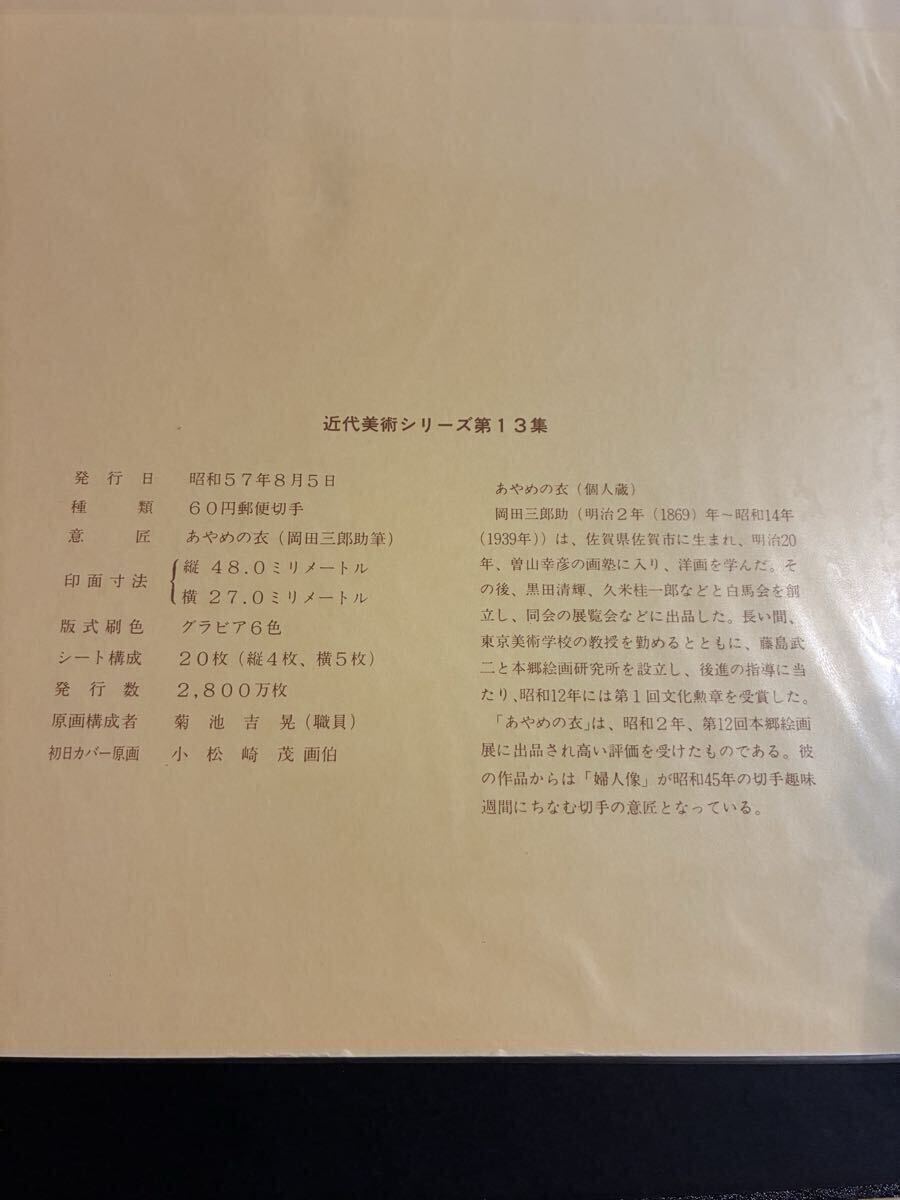 近代美術シリーズ第13集
発行日 昭和57年8月5日
種類 60円郵便切手
意匠 あやめの衣(岡田三郎助筆)
印面寸法 縦 48.0ミリメートル
横 27.0ミリメートル
版式刷色 グラビア6色
シート構成 20枚(縦4枚、横5枚)
発行数 2,800万枚
原画構成者 菊池吉晃(職員)
初日カバー原画 小松崎茂画伯
あやめの衣(個人蔵)
岡田三郎助(明治2年(1869)年~昭和14年
(1939年))は、佐賀県佐賀市に生まれ、明治20
年、曽山幸彦の画塾に入り、洋画を学んだ。そ
の後、黒田清輝、久米桂一郎などと白馬会を創
立し、同会の展覧会などに出品した。長い間、
東京美術学校の教授を勤めるとともに、藤島武
二と本郷絵画研究所を設立し、後進の指導に当
たり、昭和12年には第1回文化勲章を受賞した。
「あやめの衣」は、昭和2年、第12回本郷絵画
展に出品され高い評価を受けたものである。彼
の作品からは「婦人像」が昭和45年の切手趣味
週間にちなむ切手の意匠となっている。